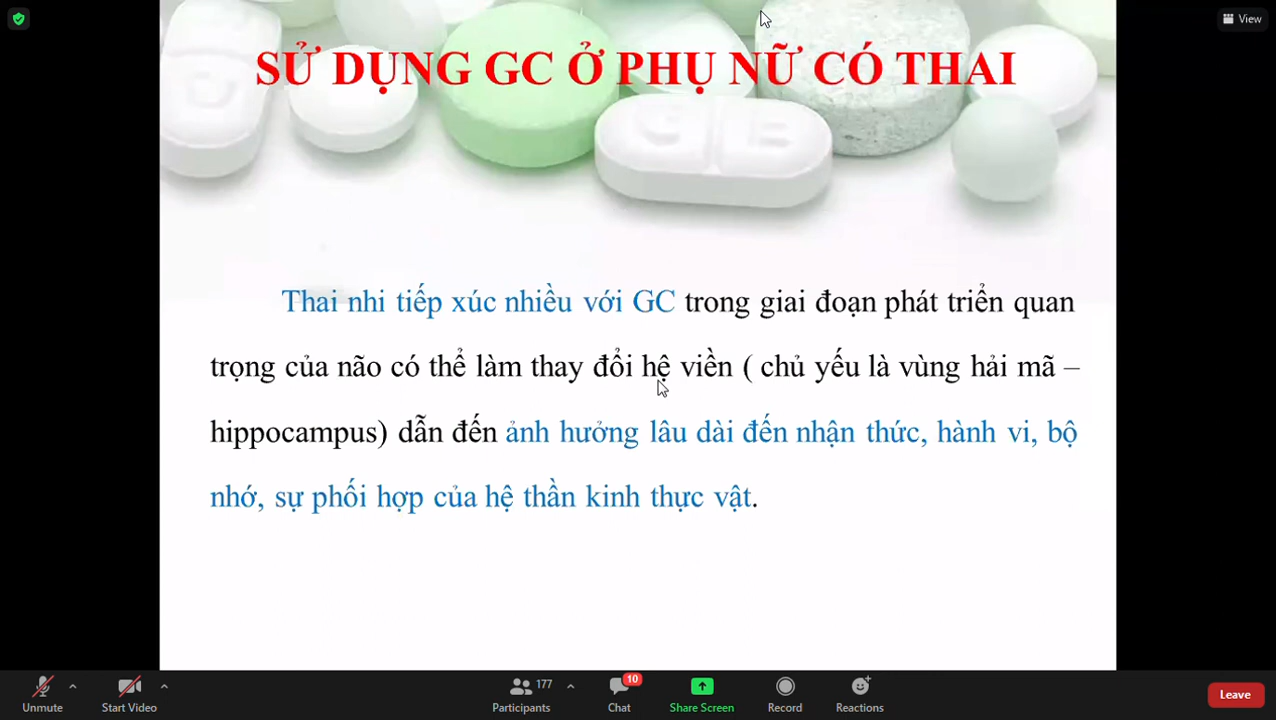 View
SỬ DỤNG GC Ở PHỤ NỮ CÓ THAI
Thai nhi tiếp xúc nhiều với GC trong giai đoạn phát triển quan
trọng của não có thể làm thay đổi hệ viền ( chủ yếu là vùng hải mã –
hippocampus) dẫn đến ảnh hưởng lâu dài đến nhận thức, hành vi, bộ
nhớ, sự phối hợp của hệ thần kinh thực vật.
177
10
Unmute
Start Video
Participants
Chat
Share Screen
Record
Reactions
Leave